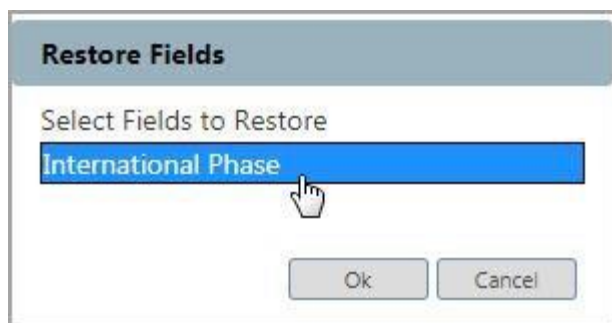 Restore Fields
Select Fields to Restore
International Phase
Ok Cancel